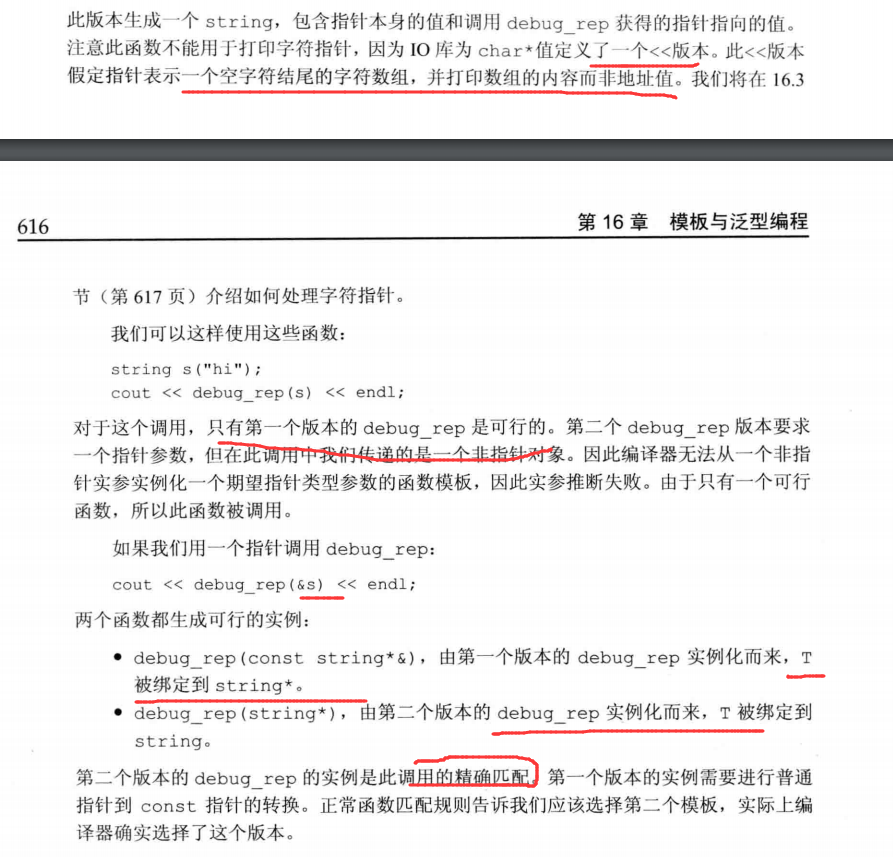 此版本生成一个 string，包含指针本身的值和调用 debug_rep 获得的指针指向的值。
注意此函数不能用于打印字符指针，因为 IO 库为 char*值定义了一个<<版本。此<<版本
假定指针表示一个空字符结尾的字符数组，并打印数组的内容而非地址值。我们将在 16.3
616
第 16 章 模板与泛型编程
节（第 617 页）介绍如何处理字符指针。
我们可以这样使用这些函数：
string s("hi");
cout << debug_rep(s) << endl;
对于这个调用，只有第一个版本的 debug_rep 是可行的。第二个 debug_rep 版本要求
一个指针参数，但在此调用中我们传递的是一个非指针对象。因此编译器无法从一个非指
针实参实例化一个期望指针类型参数的函数模板，因此实参推断失败。由于只有一个可行
函数，所以此函数被调用。
如果我们用一个指针调用 debug_rep：
cout << debug_rep(&s) << endl;
两个函数都生成可行的实例：
● debug_rep(const string*&)，由第一个版本的 debug_rep 实例化而来，T
被绑定到 string*。
● debug_rep(string*)，由第二个版本的 debug_rep 实例化而来，T 被绑定到
string。
第二个版本的 debug_rep 的实例是此调用的精确匹配。第一个版本的实例需要进行普通
指针到 const 指针的转换。正常函数匹配规则告诉我们应该选择第二个模板，实际上编
译器确实选择了这个版本。